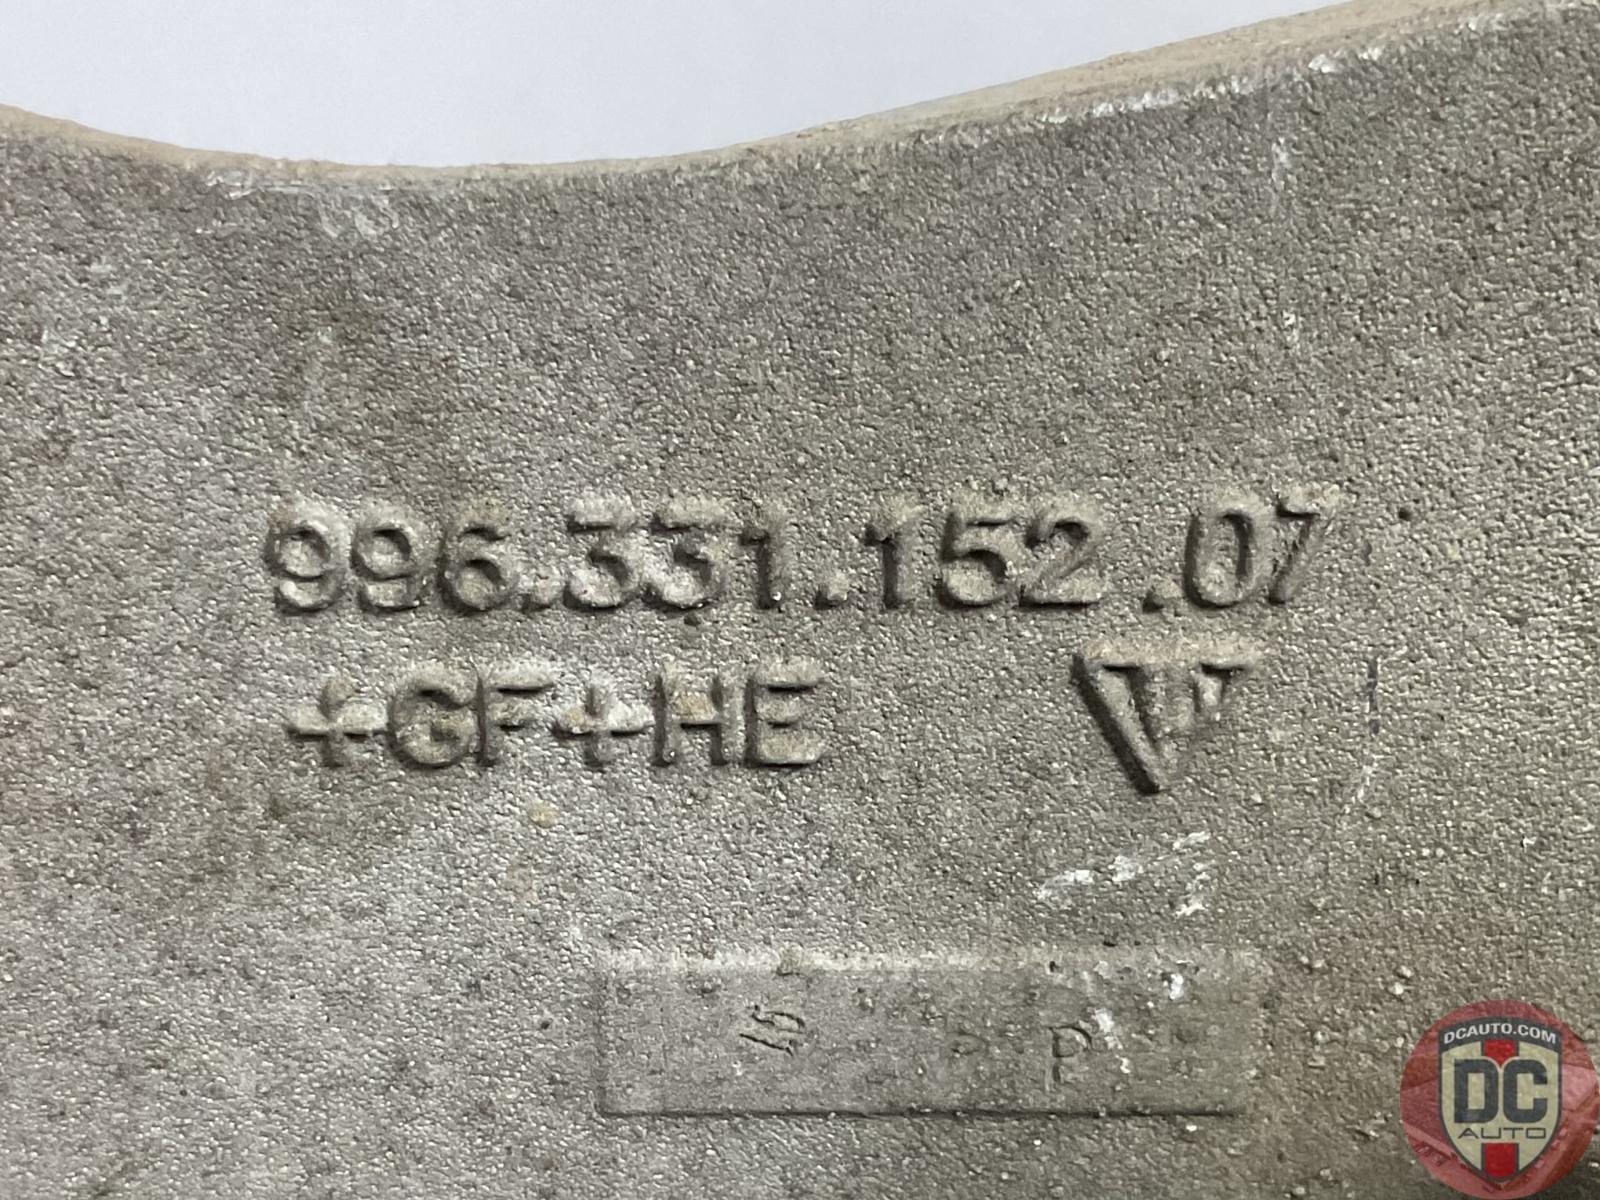 996.331.152.07
+GF+HE
P
DCAUTO.COM
DC
AUTO